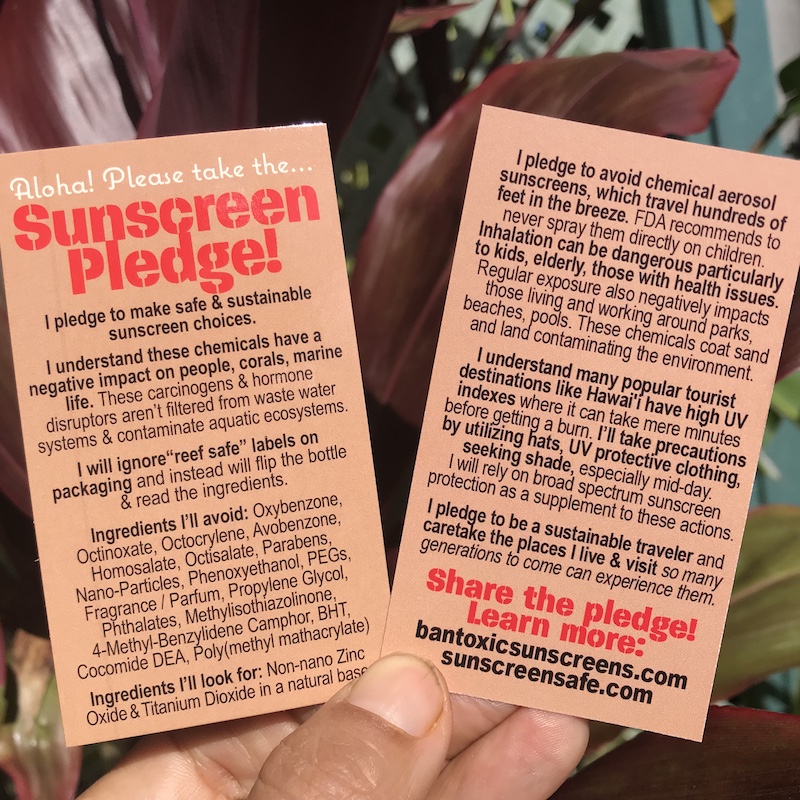 Aloha! Please take the...
Sunscreen
Pledge!
I pledge to make safe & sustainable
sunscreen choices.
I understand these chemicals have a
negative impact on people, corals, marine
life. These carcinogens & hormone
disruptors aren't filtered from waste water
systems & contaminate aquatic ecosystems.
I will ignore“reef safe” labels on
packaging and instead will flip the bottle
& read the ingredients.
Ingredients I'll avoid: Oxybenzone,
Octinoxate, Octocrylene, Avobenzone,
Homosalate, Octisalate, Parabens,
Nano-Particles, Phenoxyethanol, PEGs,
Fragrance / Parfum, Propylene Glycol,
Phthalates, Methylisothiazolinone,
4-Methyl-Benzylidene Camphor, BHT,
Cocomide DEA, Poly(methyl mathacrylate)
Ingredients I'll look for: Non-nano Zinc
Oxide & Titanium Dioxide in a natural base
I pledge to avoid chemical aerosol
sunscreens, which travel hundreds of
feet in the breeze. FDA recommends to
never spray them directly on children.
Inhalation can be dangerous particularly
to kids, elderly, those with health issues.
Regular exposure also negatively impacts
those living and working around parks,
beaches, pools. These chemicals coat sand
and land contaminating the environment.
I understand many popular tourist
destinations like Hawai'i have high UV
indexes where it can take mere minutes
before getting a burn. I'll take precautions
by utilizing hats, UV protective clothing,
seeking shade, especially mid-day.
I will rely on broad spectrum sunscreen
protection as a supplement to these actions.
I pledge to be a sustainable traveler and
caretake the places I live & visit so many
generations to come can experience them.
Share the pledge!
Learn more:
bantoxicsunscreens.com
sunscreensafe.com